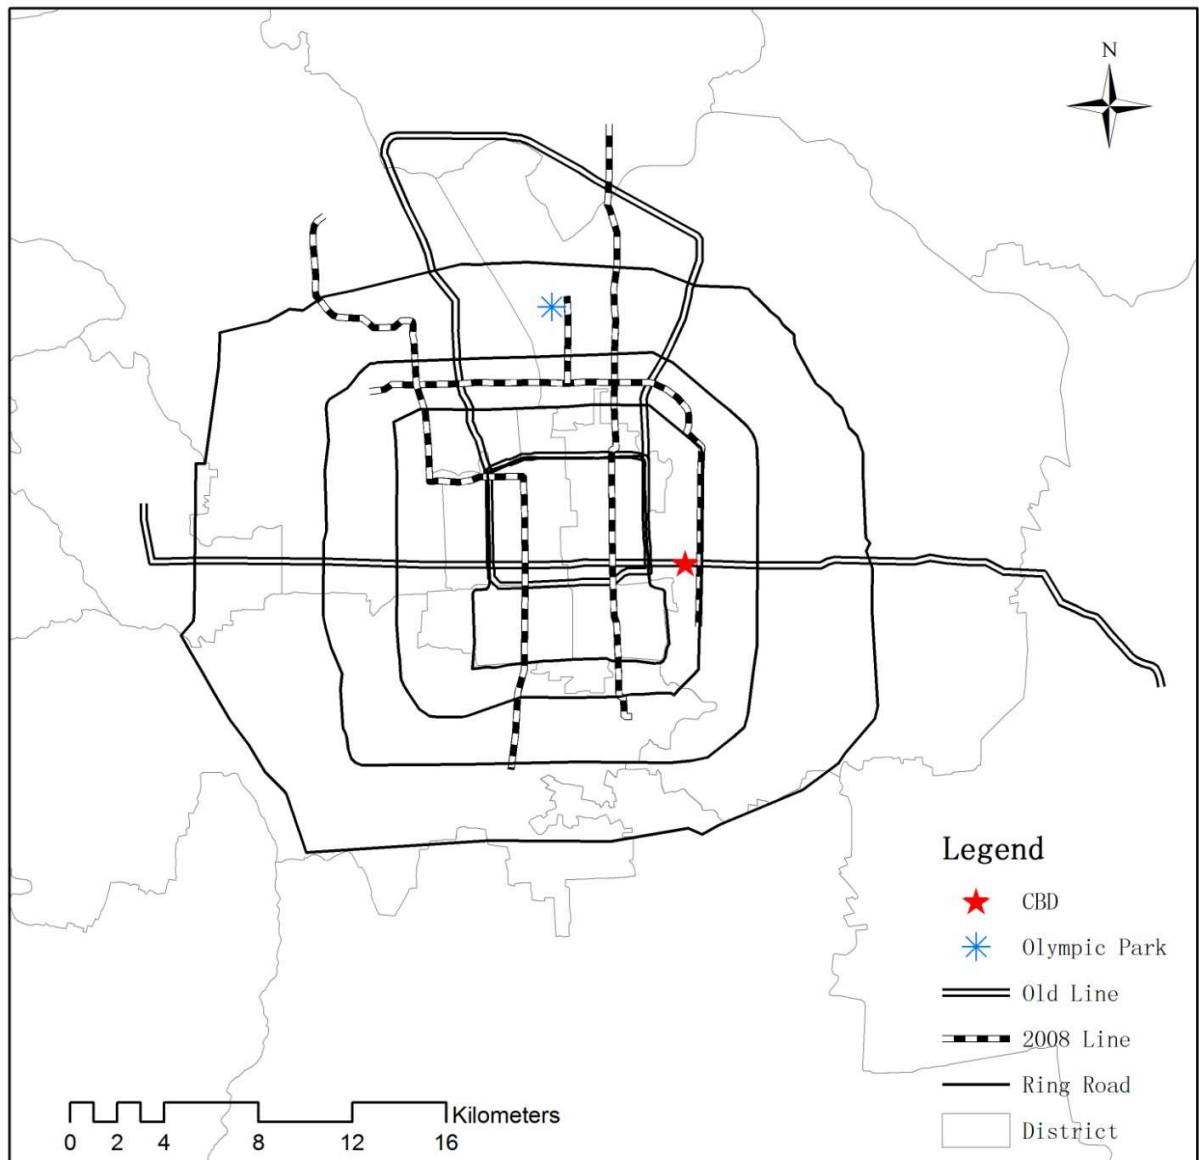 N
Legend
CBD
Olympic Park
Old Line
2008 Line
Ring Road
District
Kilometers
0 2 4 8 12 16